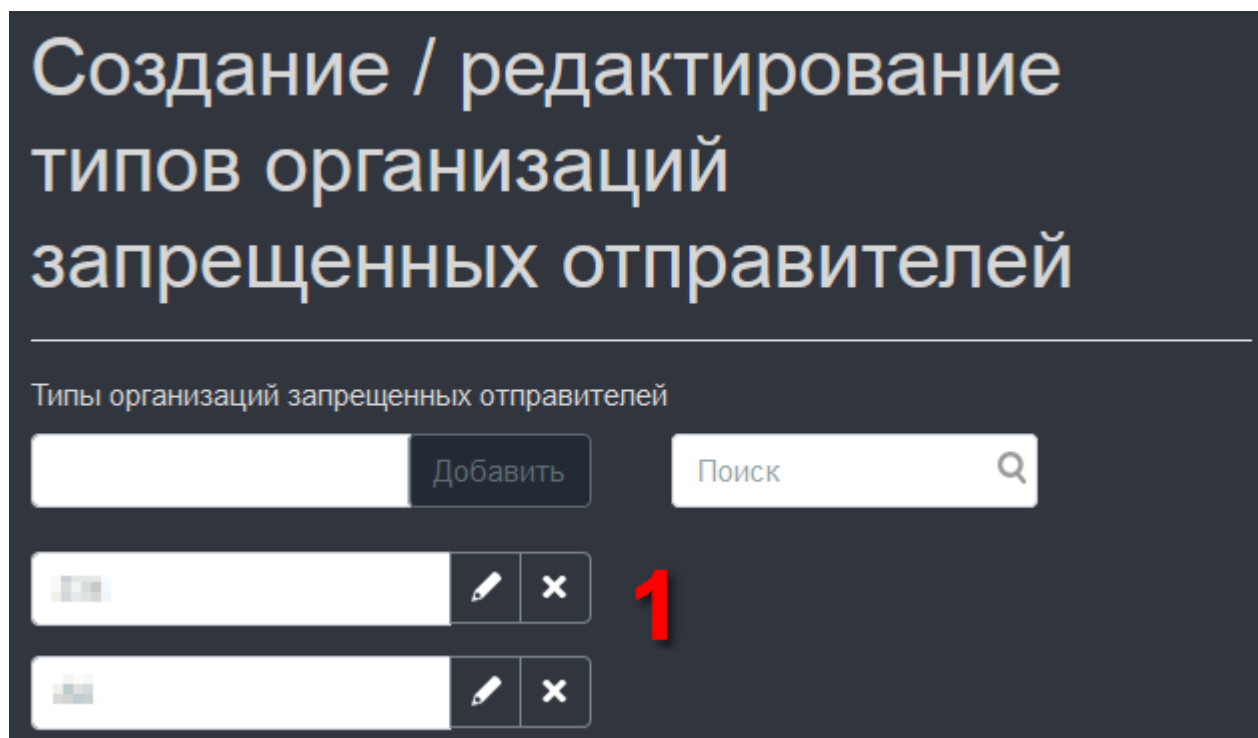 Создание / редактирование
типов организаций
запрещенных отправителей
Типы организаций запрещенных отправителей
Добавить
Поиск
1